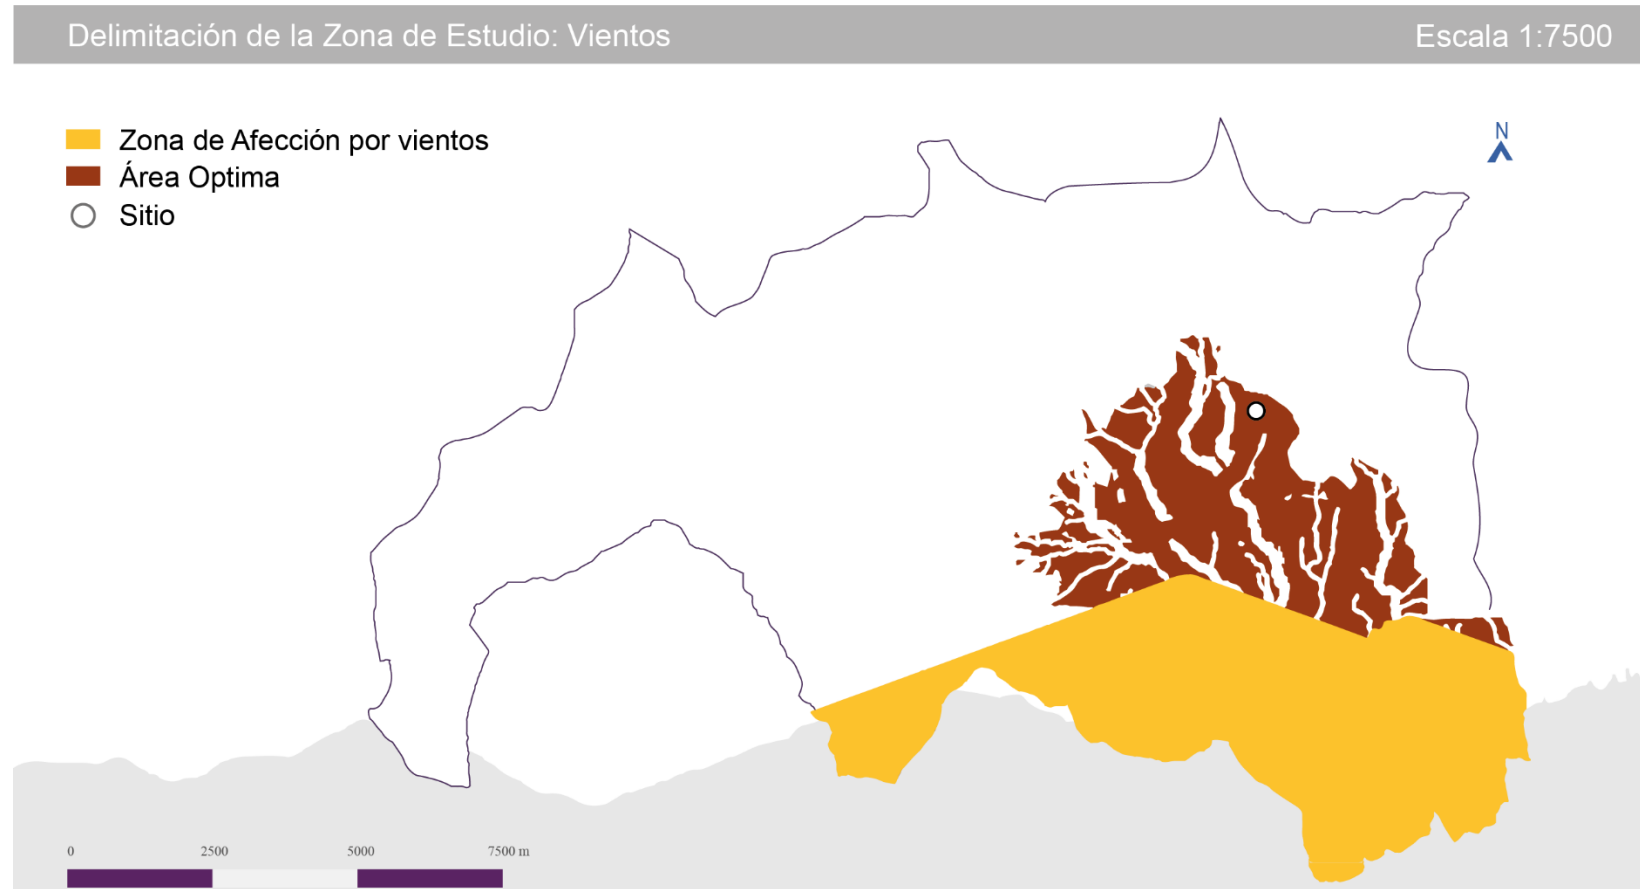 Delimitación de la Zona de Estudio: Vientos Escala 1:7500
N
Zona de Afección por vientos
Área Optima
Sitio
0 2500 5000 7500 m